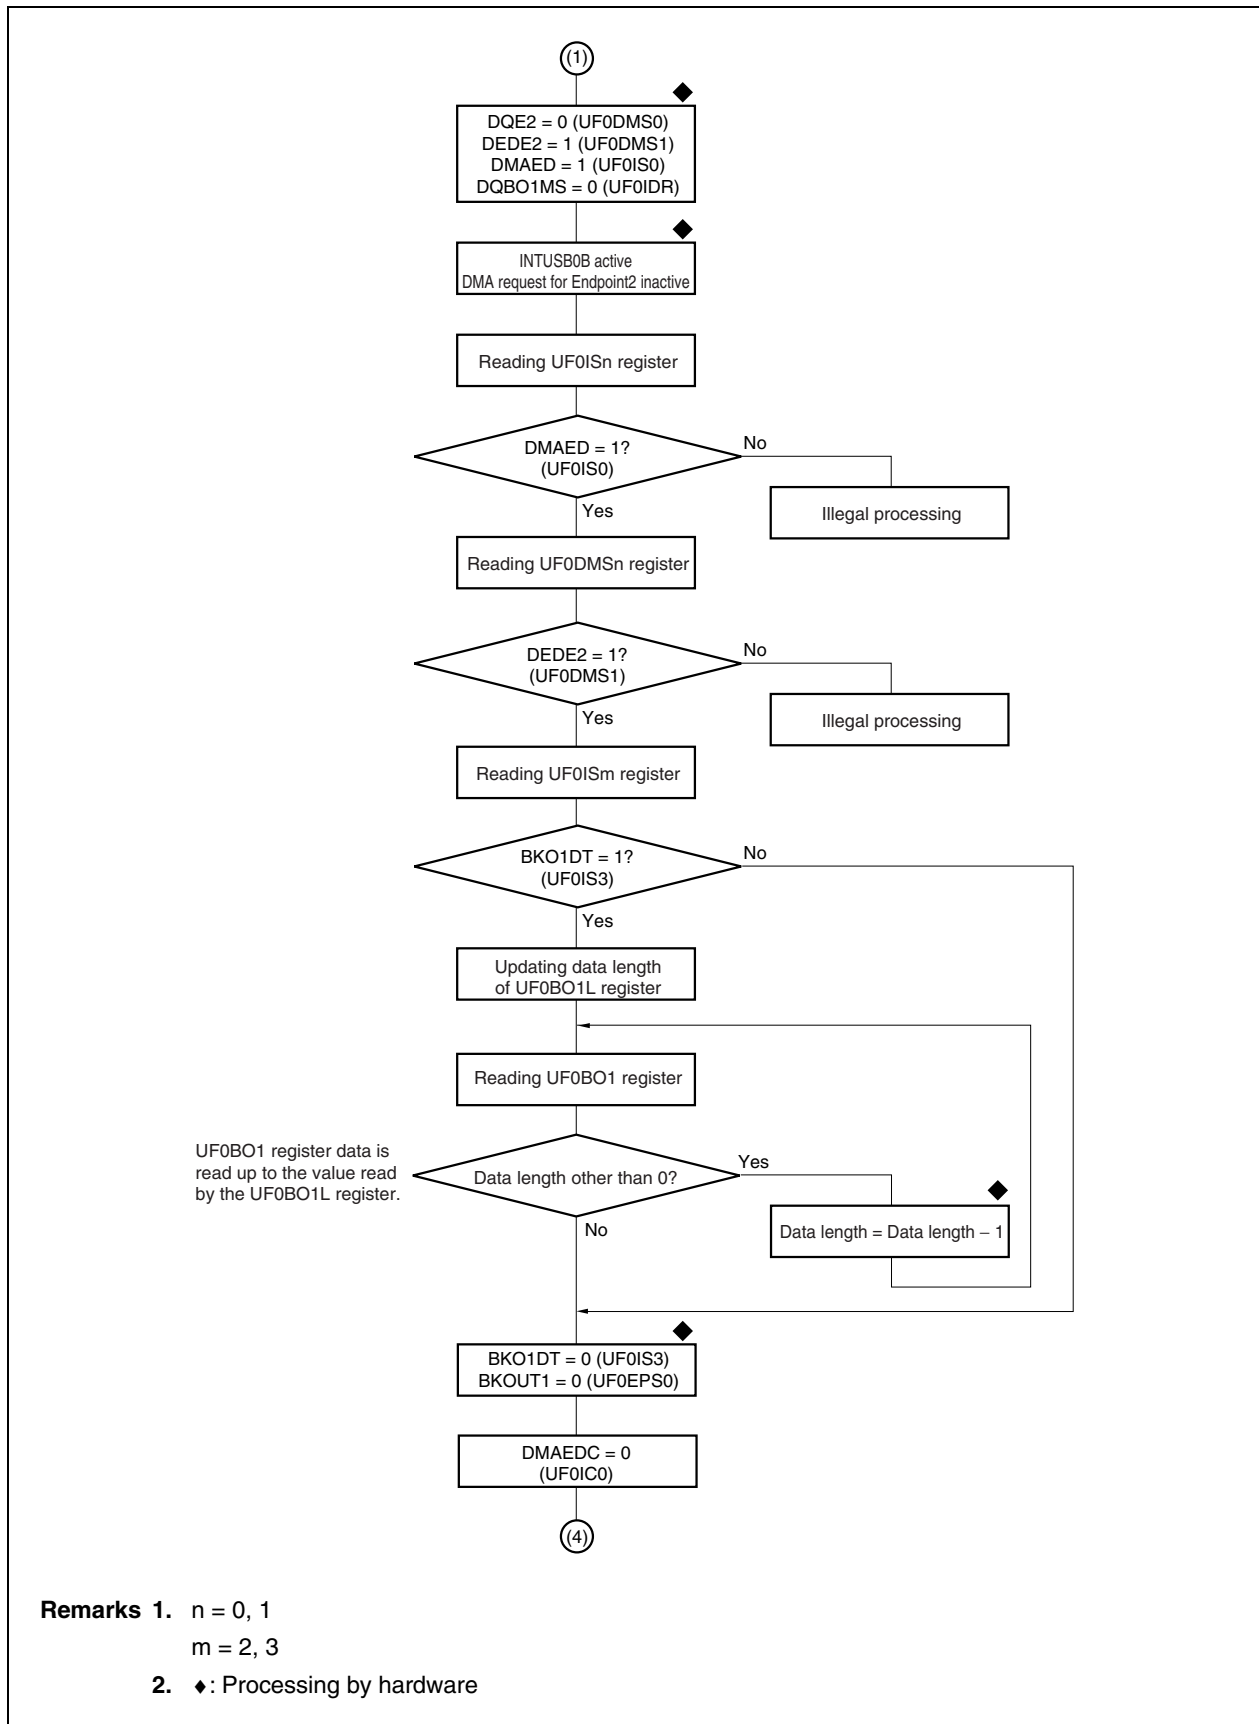 (1)
DQE2 = 0 (UF0DMS0)
DEDE2 = 1 (UF0DMS1)
DMAED = 1 (UF0IS0)
DQBO1MS = 0 (UF0IDR)
INTUSB0B active
DMA request for Endpoint2 inactive
Reading UF0ISn register
DMAED = 1?
(UF0IS0)
No
Illegal processing
Yes
Reading UF0DMSn register
DEDE2 = 1?
(UF0DMS1)
No
Illegal processing
Yes
Reading UF0ISm register
BKO1DT = 1?
(UF0IS3)
No
Yes
Updating data length
of UF0BO1L register
Reading UF0BO1 register
UF0BO1 register data is
read up to the value read
by the UF0BO1L register.
Data length other than 0?
Yes
Data length = Data length – 1
No
BKO1DT = 0 (UF0IS3)
BKOUT1 = 0 (UF0EPS0)
DMAEDC = 0
(UF0IC0)
(4)
Remarks 1. n = 0, 1
m = 2, 3
2. ♦: Processing by hardware